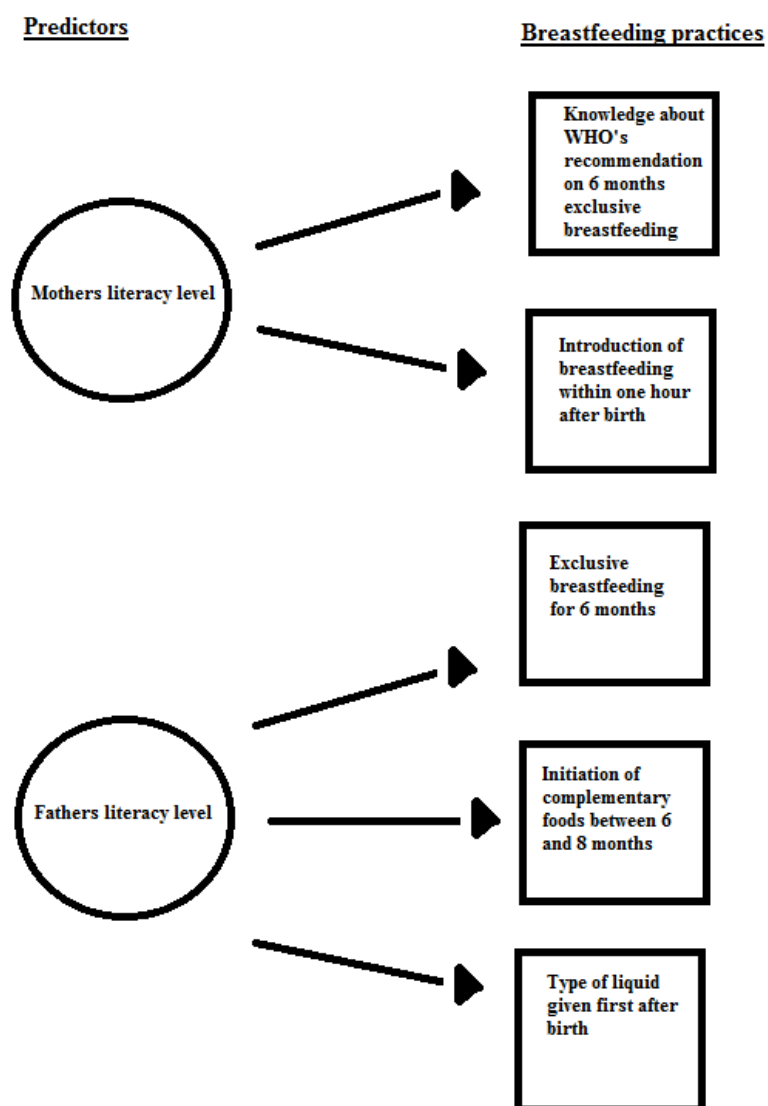 Predictors
Breastfeeding practices
Knowledge about
WHO's
recommendation
on 6 months
exclusive
breastfeeding
Mothers literacy level
Introduction of
breastfeeding
within one hour
after birth
Exclusive
breastfeeding
for 6 months
Fathers literacy level
Initiation of
complementary
foods between 6
and 8 months
Type of liquid
given first after
birth